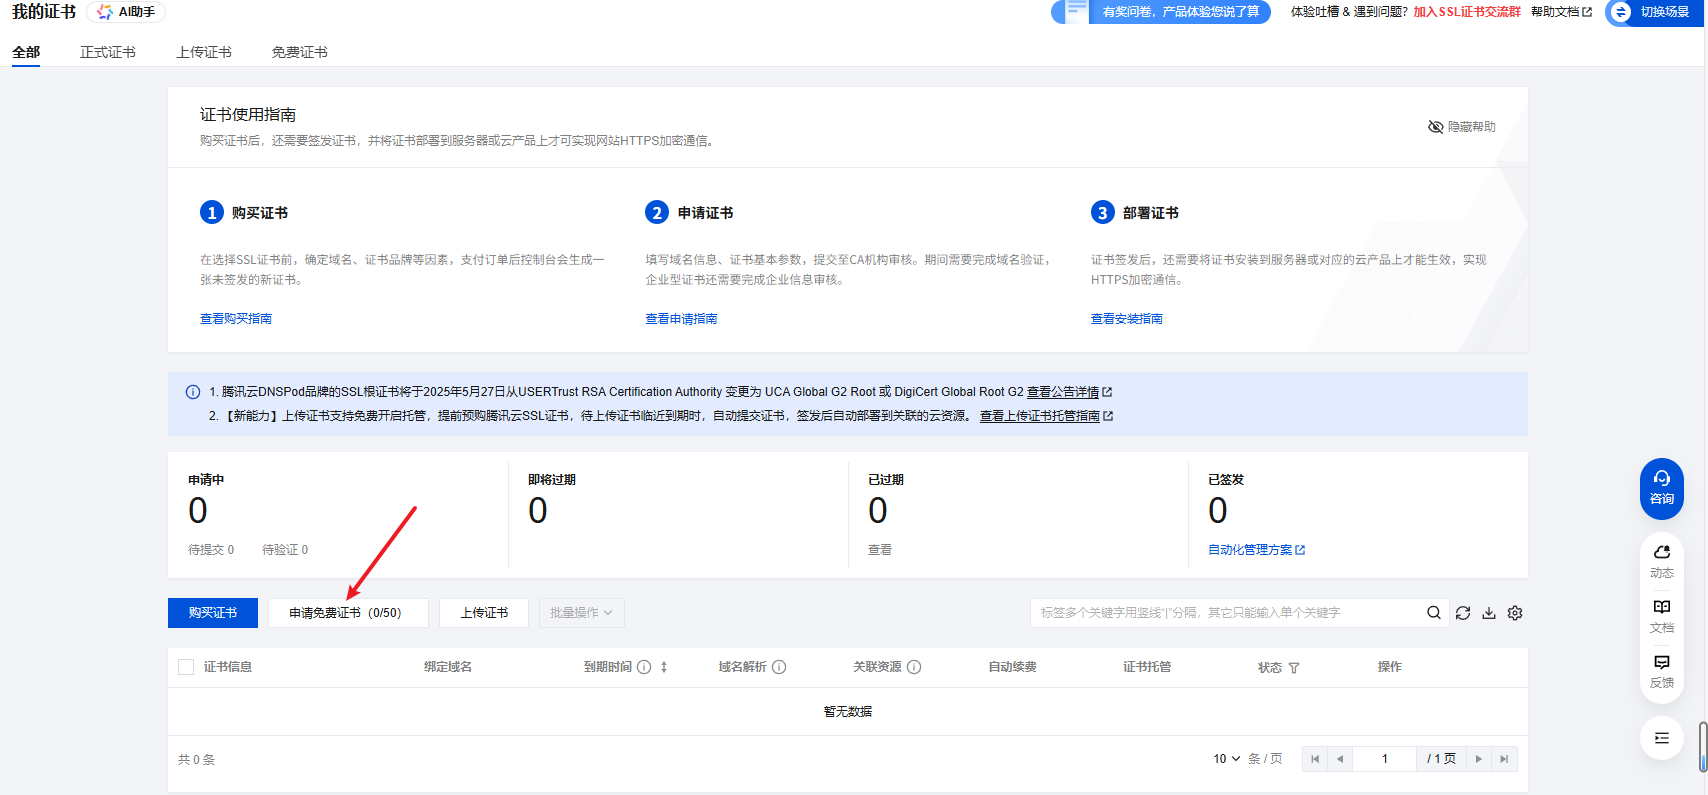 我的证书
AI助手
有奖问卷，产品体验您说了算
体验吐槽 & 遇到问题? 加入SSL证书交流群
帮助文档
切换场景
全部
正式证书
上传证书
免费证书
证书使用指南
购买证书后，还需要签发证书，并将证书部署到服务器或云产品上才可实现网站HTTPS加密通信。
隐藏帮助
1 购买证书
在选择SSL证书前，确定域名、证书品牌等因素，支付订单后控制台会生成一
张未签发的新证书。
查看购买指南
2 申请证书
填写域名信息、证书基本参数，提交至CA机构审核。期间需要完成域名验证，
企业型证书还需要完成企业信息审核。
查看申请指南
3 部署证书
证书签发后，还需要将证书安装到服务器或对应的云产品上才能生效，实现
HTTPS加密通信。
查看安装指南
1. 腾讯云DNSPod品牌的SSL根证书将于2025年5月27日从USERTrust RSA Certification Authority 变更为 UCA Global G2 Root 或 DigiCert Global Root G2 查看公告详情
2. 【新能力】上传证书支持免费开启托管，提前预购腾讯云SSL证书，待上传证书临近到期时，自动提交证书，签发后自动部署到关联的云资源。 查看上传证书托管指南
申请中
0
待提交 0 待验证 0
即将过期
0
已过期
0
查看
已签发
0
自动化管理方案
购买证书
申请免费证书（0/50）
上传证书
批量操作
标签多个关键字用竖线“|”分隔，其它只能输入单个关键字
证书信息
绑定域名
到期时间
域名解析
关联资源
自动续费
证书托管
状态
操作
暂无数据
共 0 条
10 条 / 页
1
/ 1 页
咨询
动态
文档
反馈